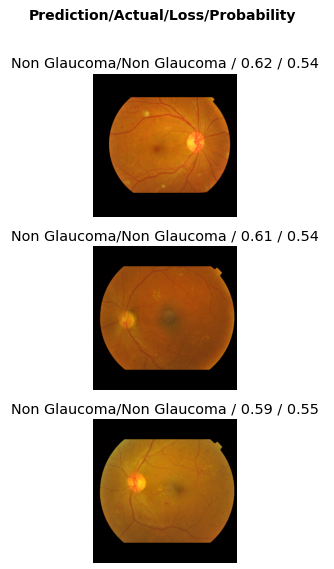 Prediction/Actual/Loss/Probability
Non Glaucoma/Non Glaucoma / 0.62 / 0.54
Non Glaucoma/Non Glaucoma / 0.61 / 0.54
Non Glaucoma/Non Glaucoma / 0.59 / 0.55